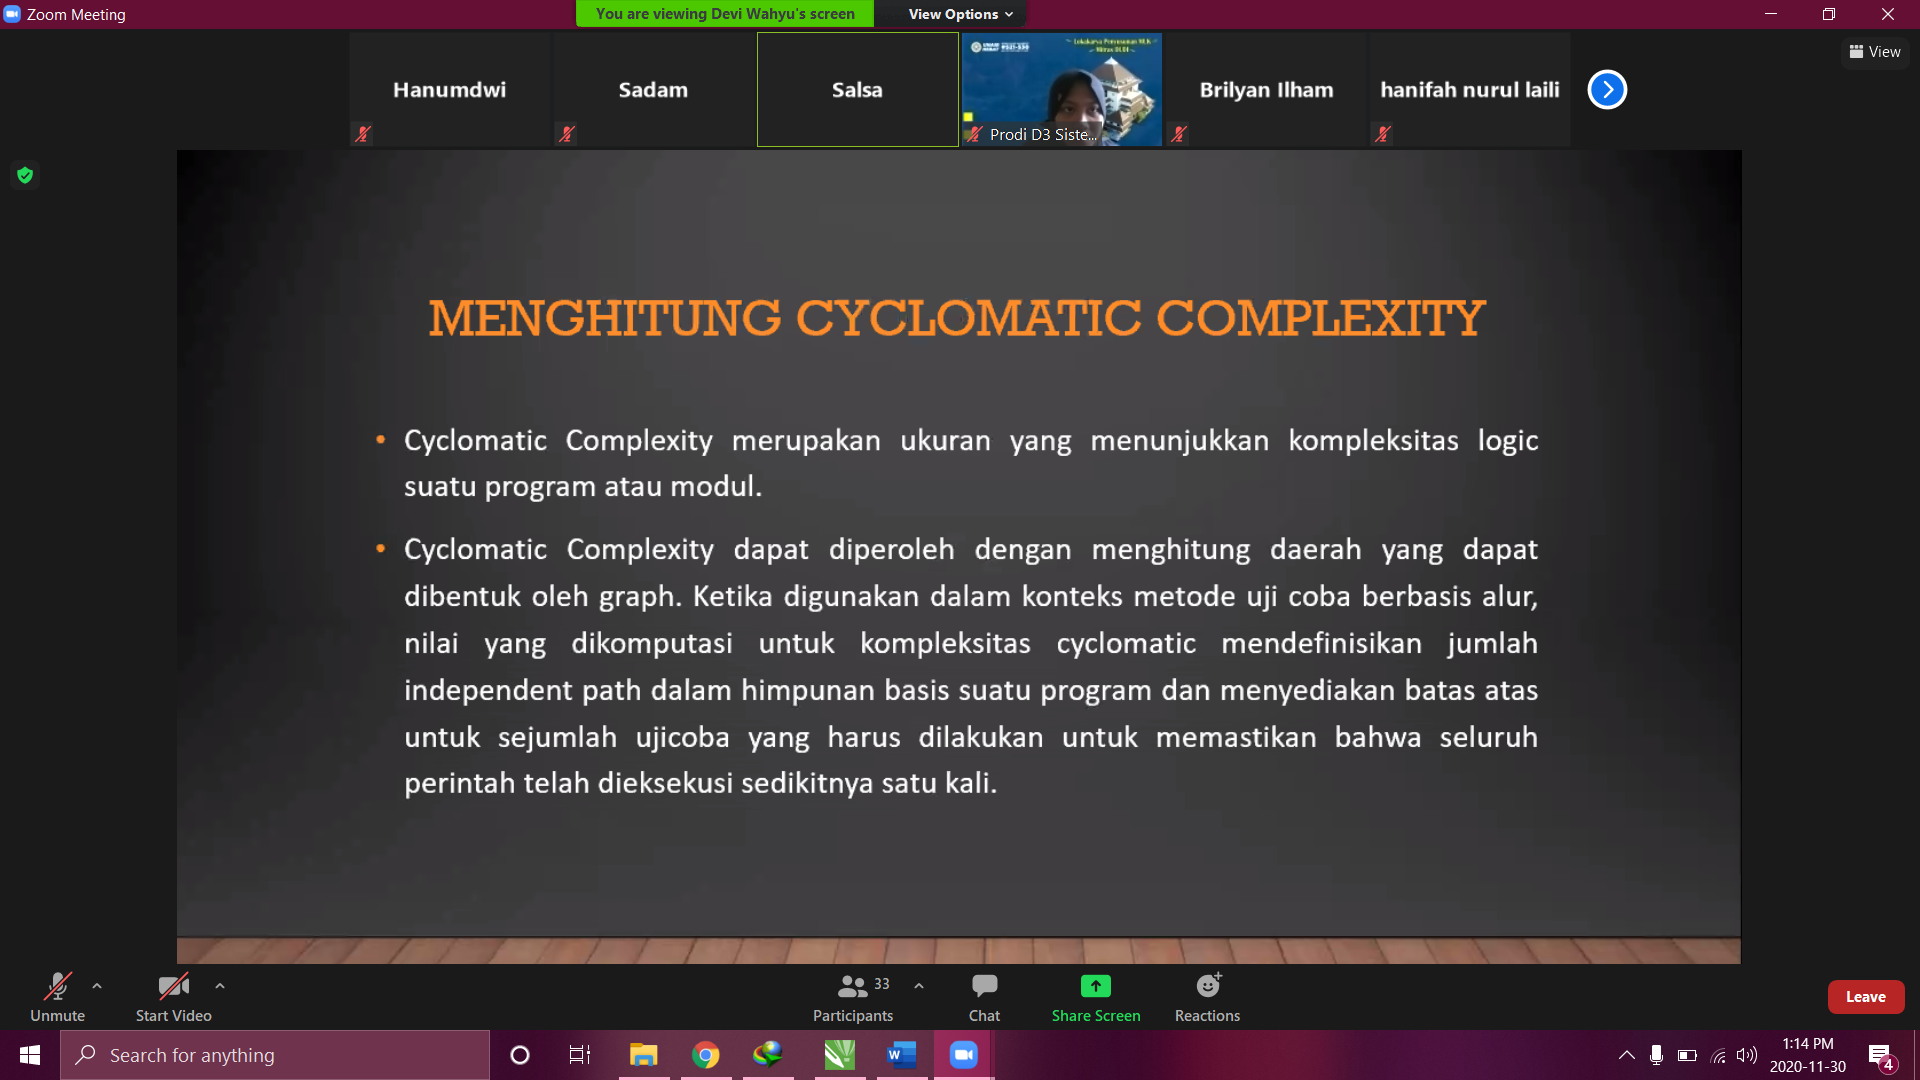 Zoom Meeting
You are viewing Devi Wahyu's screen
View Options
View
Hanumdwi
Sadam
Salsa
Lokakarya Penyusunan
Prodi D3 Siste...
Brilyan Ilham
hanifah nurul laili
MENGHITUNG CYCLOMATIC COMPLEXITY
• Cyclomatic Complexity merupakan ukuran yang menunjukkan kompleksitas logic
suatu program atau modul.
• Cyclomatic Complexity dapat diperoleh dengan menghitung daerah yang dapat
dibentuk oleh graph. Ketika digunakan dalam konteks metode uji coba berbasis alur,
nilai yang dikomputasi untuk kompleksitas cyclomatic mendefinisikan jumlah
independent path dalam himpunan basis suatu program dan menyediakan batas atas
untuk sejumlah ujicoba yang harus dilakukan untuk memastikan bahwa seluruh
perintah telah dieksekusi sedikitnya satu kali.
Unmute
Start Video
33
Participants
Chat
Share Screen
Reactions
Leave
Search for anything
1:14 PM
2020-11-30
4